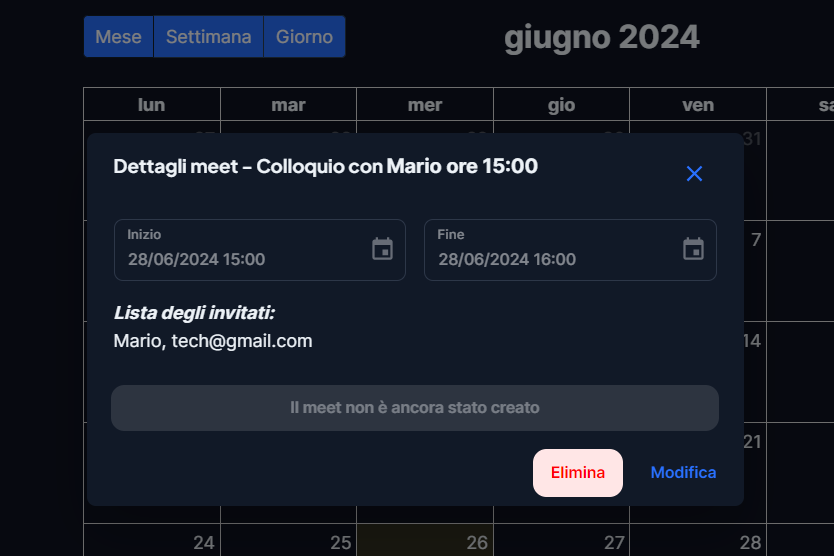 Mese Settimana Giorno
giugno 2024
lun mar mer gio ven
31
Dettagli meet – Colloquio con Mario ore 15:00
Inizio
28/06/2024 15:00
Fine
28/06/2024 16:00
7
Lista degli invitati:
Mario, tech@gmail.com
14
Il meet non è ancora stato creato
21
Elimina Modifica
24 25 26 27 28